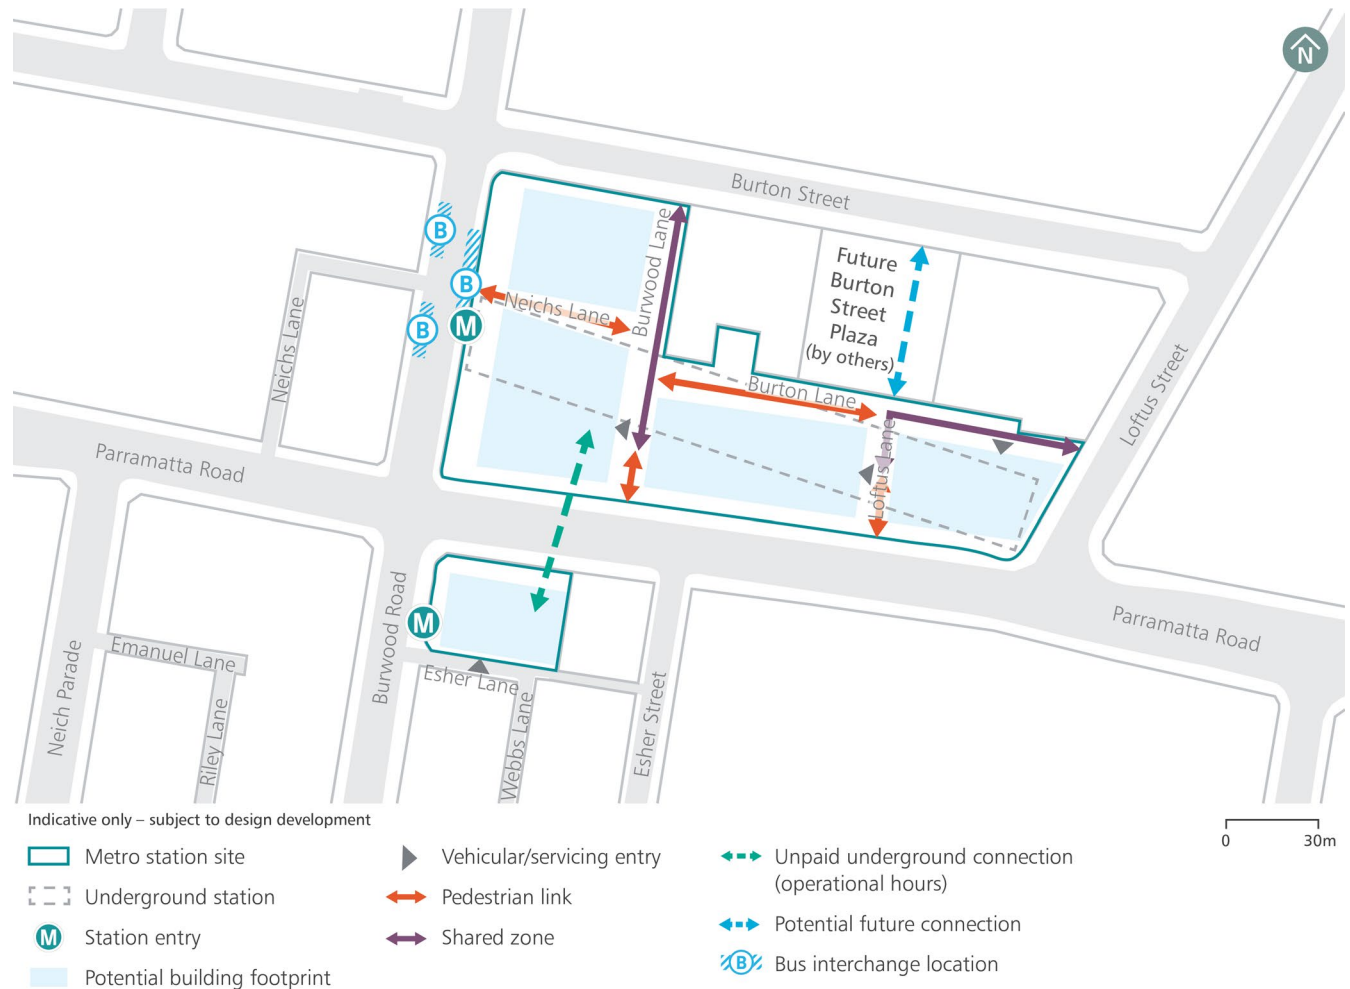 N
Burton Street
Burwood Lane
Future
Burton
Street
Plaza
(by others)
B
B
B
M
Neichs Lane
Neichs Lane
Burton Lane
Loftus Lane
Loftus Street
Parramatta Road
Parramatta Road
M
Burwood Road
Neich Parade
Emanuel Lane
Riley Lane
Esher Lane
Webbs Lane
Esher Street
Indicative only – subject to design development
0 30m
Metro station site
Underground station
M Station entry
Potential building footprint
Vehicular/servicing entry
Pedestrian link
Shared zone
Unpaid underground connection
(operational hours)
Potential future connection
B Bus interchange location